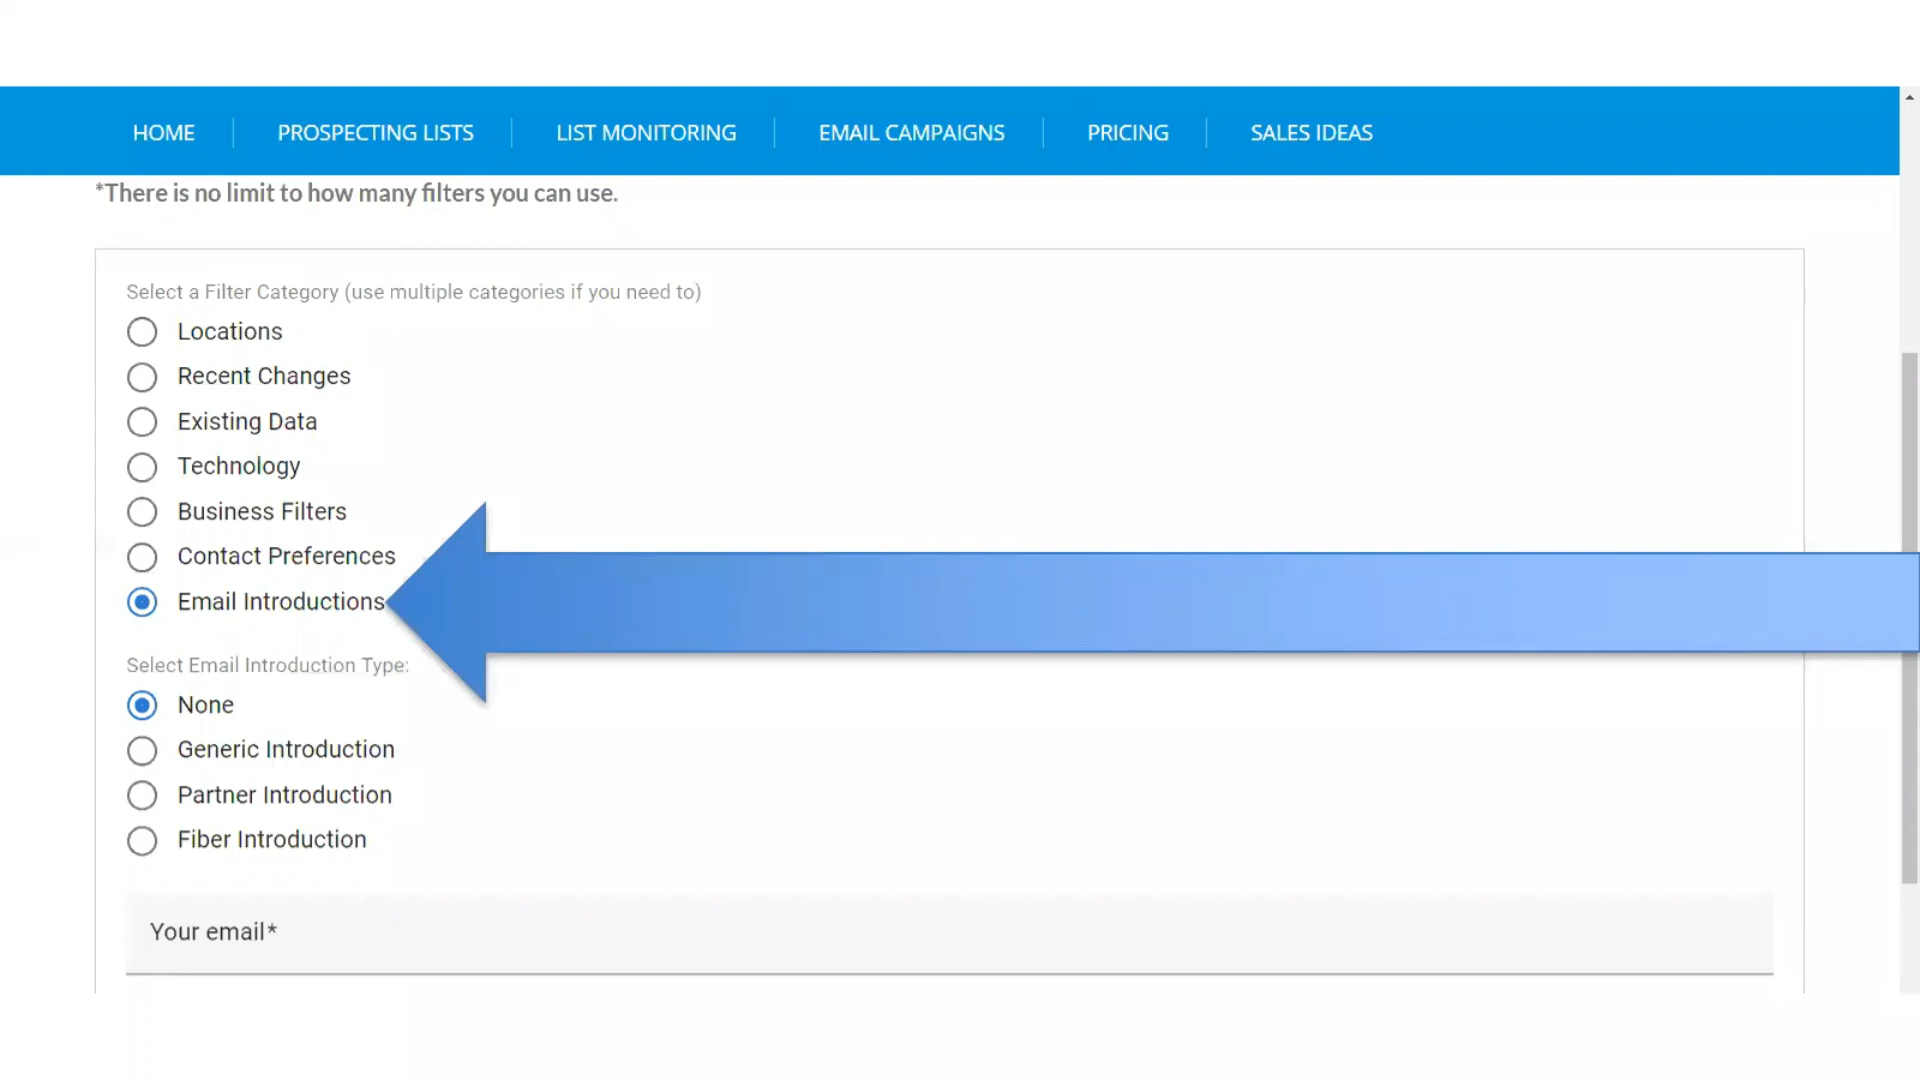 HOME PROSPECTING LISTS LIST MONITORING EMAIL CAMPAIGNS PRICING SALES IDEAS
*There is no limit to how many filters you can use.
Select a Filter Category (use multiple categories if you need to)
Locations
Recent Changes
Existing Data
Technology
Business Filters
Contact Preferences
Email Introductions
Select Email Introduction Type:
None
Generic Introduction
Partner Introduction
Fiber Introduction
Your email*